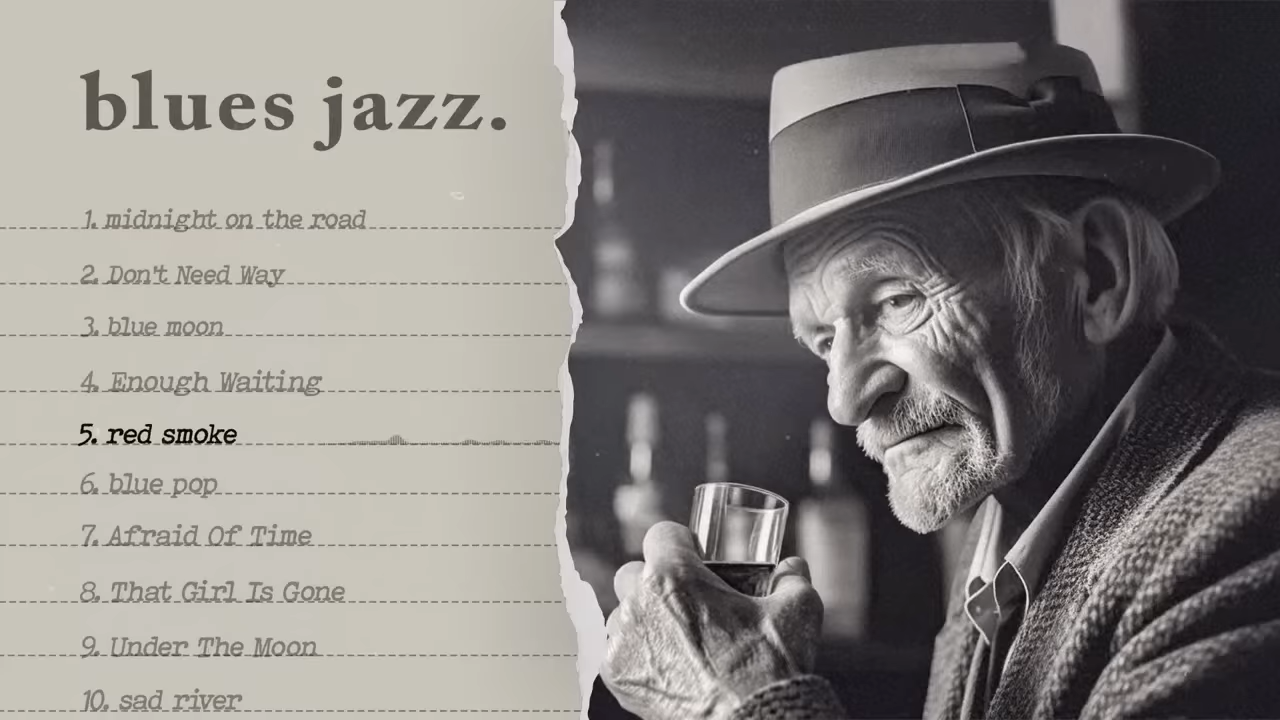 blues jazz.
1. midnight on the road
2. Don't Need Way
3. blue moon
4. Enough Waiting
5. red smoke
6. blue pop
7. Afraid Of Time
8. That Girl Is Gone
9. Under The Moon
10. sad river